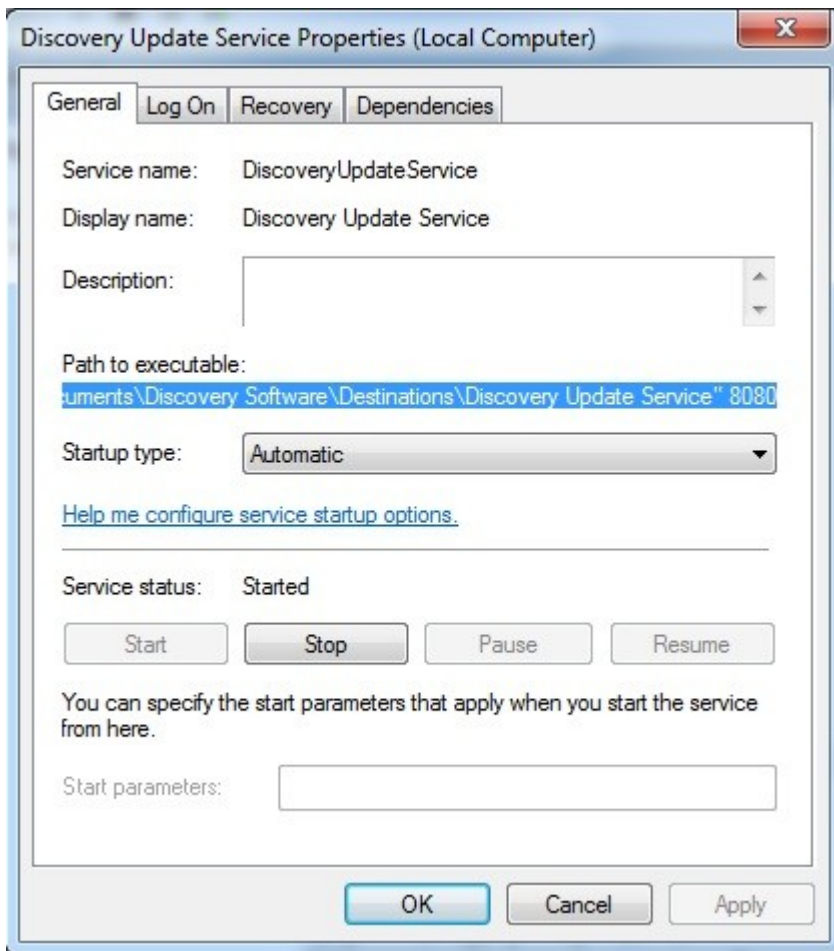 Discovery Update Service Properties (Local Computer)
General Log On Recovery Dependencies
Service name: DiscoveryUpdateService
Display name: Discovery Update Service
Description:
Path to executable:
cuments\Discovery Software\Destinations\Discovery Update Service" 8080
Startup type: Automatic
Help me configure service startup options.
Service status: Started
Start Stop Pause Resume
You can specify the start parameters that apply when you start the service
from here.
Start parameters:
OK Cancel Apply